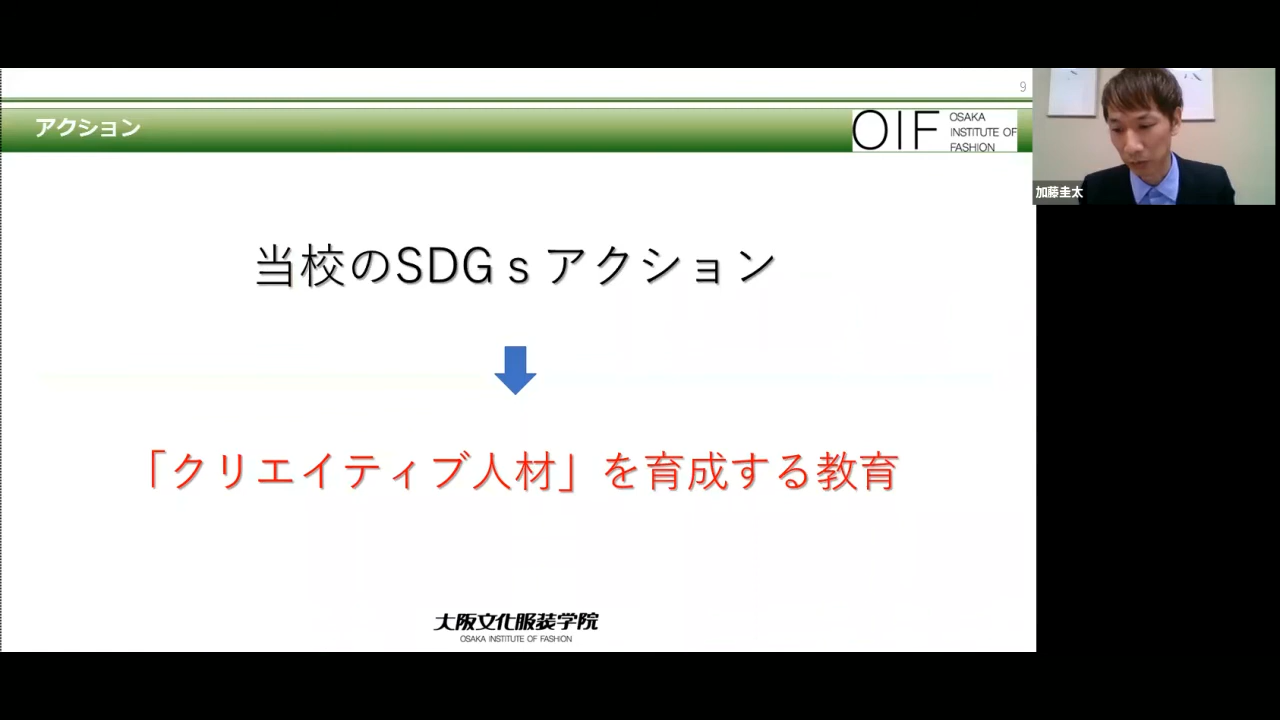 9
アクション
OIF
OSAKA
INSTITUTE OF
FASHION
加藤圭太
当校のSDGｓアクション
「クリエイティブ人材」を育成する教育
大阪文化服装学院
OSAKA INSTITUTE OF FASHION